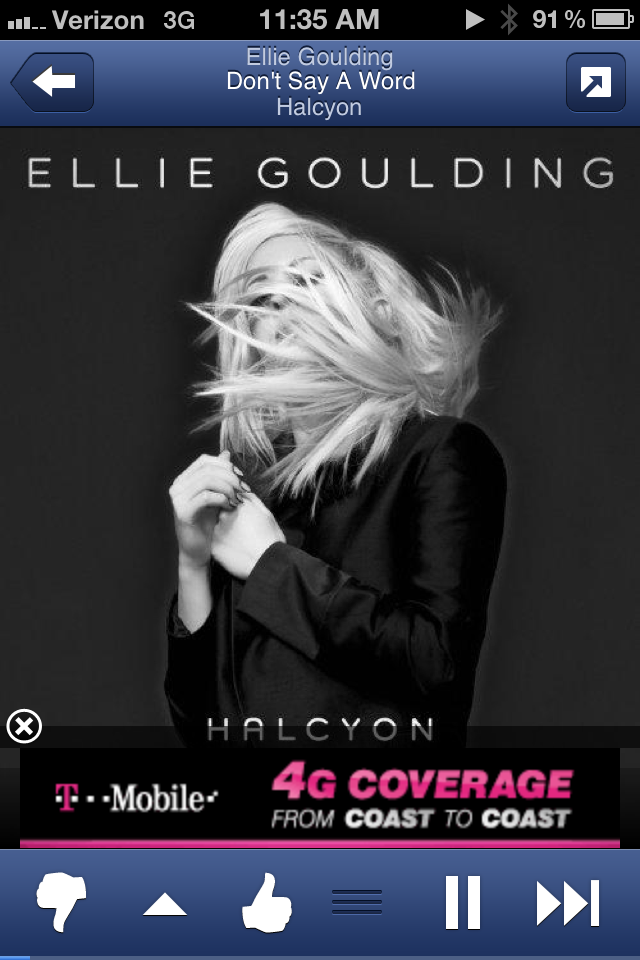 Verizon 3G 11:35 AM 91 %
Ellie Goulding
Don't Say A Word
Halcyon
ELLIE GOULDING
HALCYON
T··Mobile· 4G COVERAGE
FROM COAST TO COAST